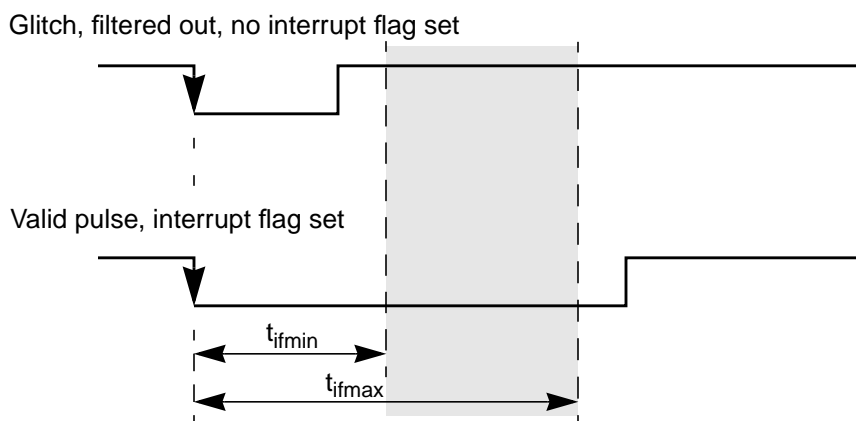 Glitch, filtered out, no interrupt flag set
Valid pulse, interrupt flag set
tifmin
tifmax